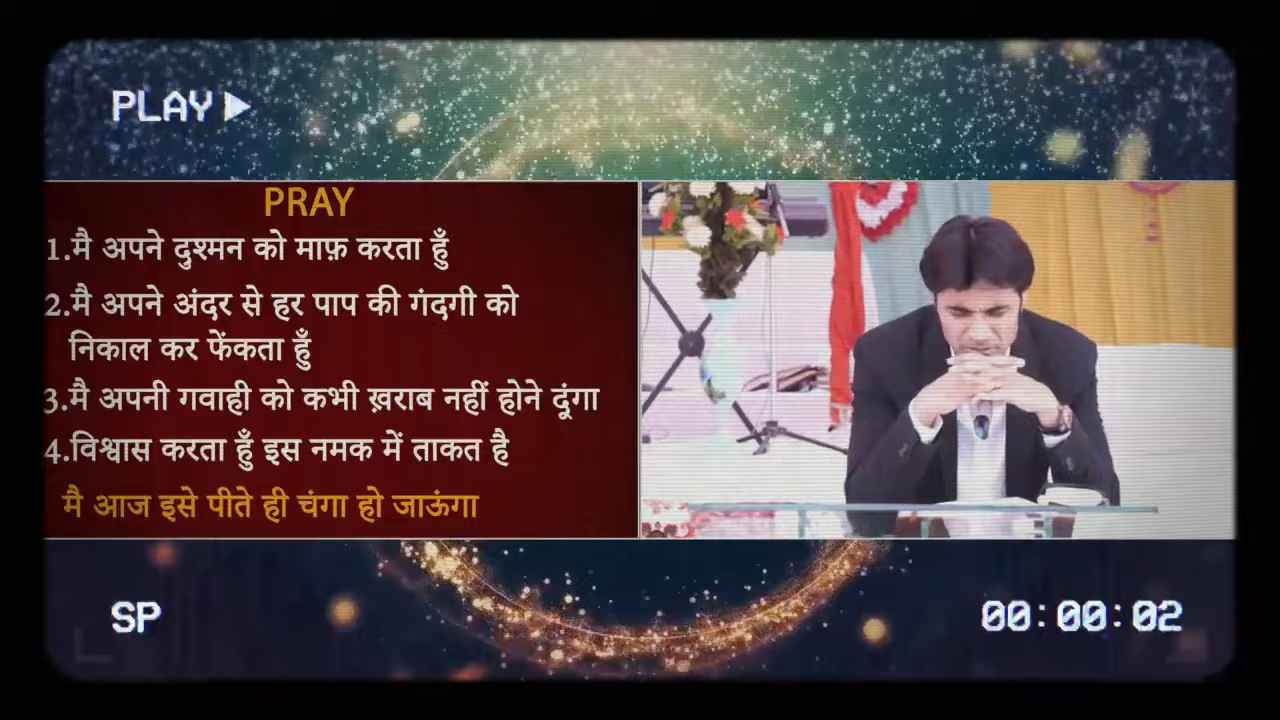 PLAY
PRAY
1.मै अपने दुश्मन को माफ़ करता हुँ
2.मै अपने अंदर से हर पाप की गंदगी को
निकाल कर फेंकता हुँ
3.मै अपनी गवाही को कभी ख़राब नहीं होने दूंगा
4.विश्वास करता हुँ इस नमक में ताकत है
मै आज इसे पीते ही चंगा हो जाऊंगा
SP
00:00:02